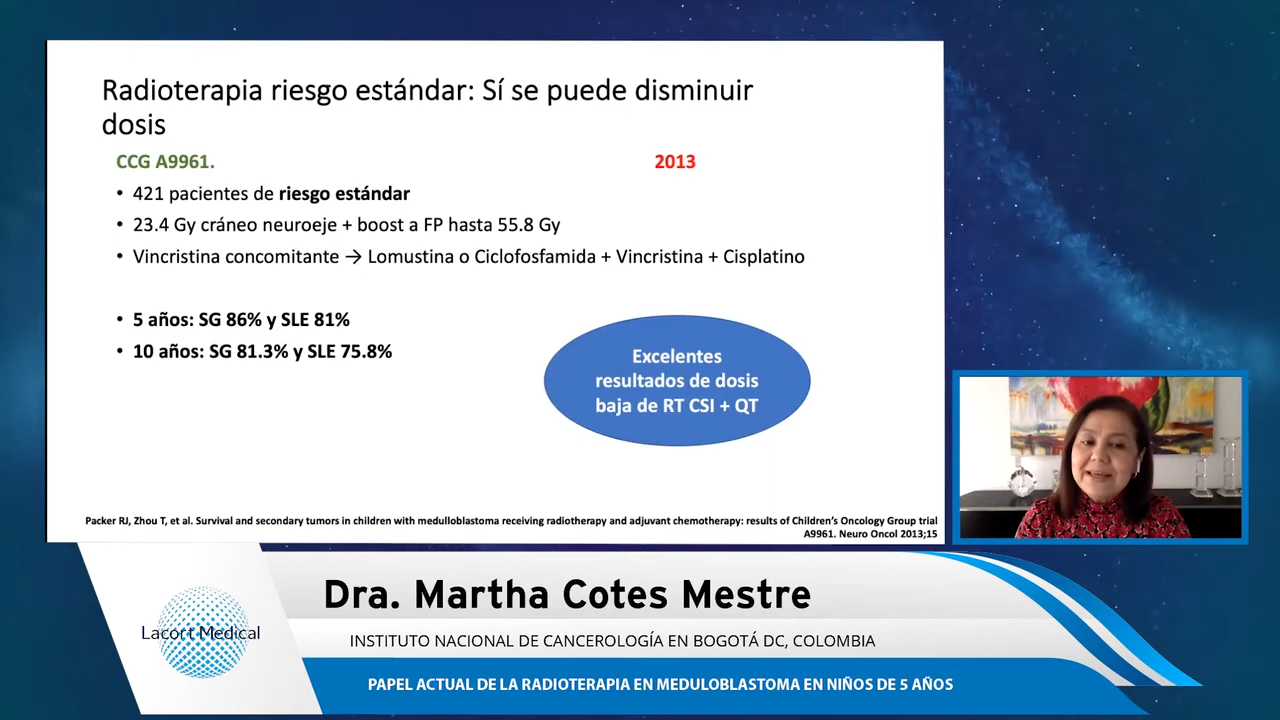 Radioterapia riesgo estándar: Sí se puede disminuir
dosis
CCG A9961.
2013
• 421 pacientes de riesgo estándar
• 23.4 Gy cráneo neuroeje + boost a FP hasta 55.8 Gy
• Vincristina concomitante → Lomustina o Ciclofosfamida + Vincristina + Cisplatino
• 5 años: SG 86% y SLE 81%
• 10 años: SG 81.3% y SLE 75.8%
Excelentes
resultados de dosis
baja de RT CSI + QT
Packer RJ, Zhou T, et al. Survival and secondary tumors in children with medulloblastoma receiving radiotherapy and adjuvant chemotherapy: results of Children's Oncology Group trial
A9961. Neuro Oncol 2013;15
Lacort Medical
Dra. Martha Cotes Mestre
INSTITUTO NACIONAL DE CANCEROLOGÍA EN BOGOTÁ DC, COLOMBIA
PAPEL ACTUAL DE LA RADIOTERAPIA EN MEDULOBLASTOMA EN NIÑOS DE 5 AÑOS